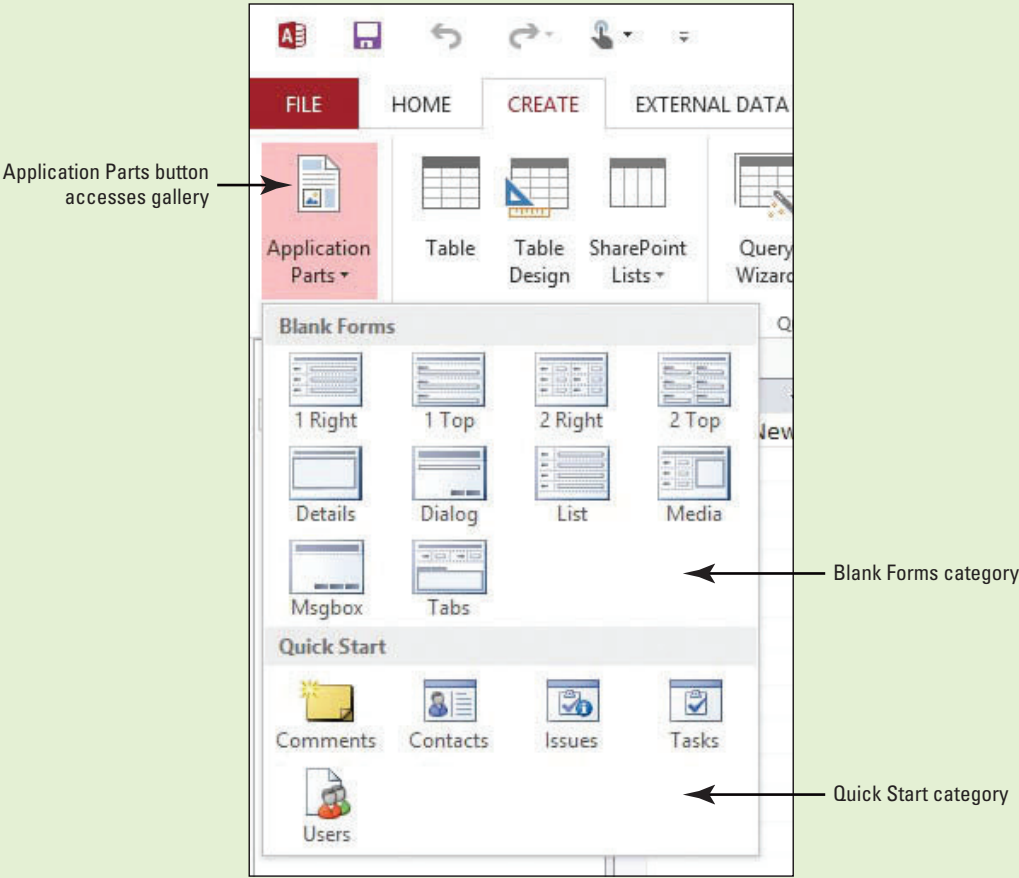 FILE HOME CREATE EXTERNAL DATA
Application Parts button
accesses gallery
Application
Parts
Table
Table
Design
SharePoint
Lists
Query
Blank Forms
1 Right 1 Top 2 Right 2 Top
Details Dialog List Media
Msgbox Tabs
Blank Forms category
Quick Start
Comments Contacts Issues Tasks
Users
Quick Start category